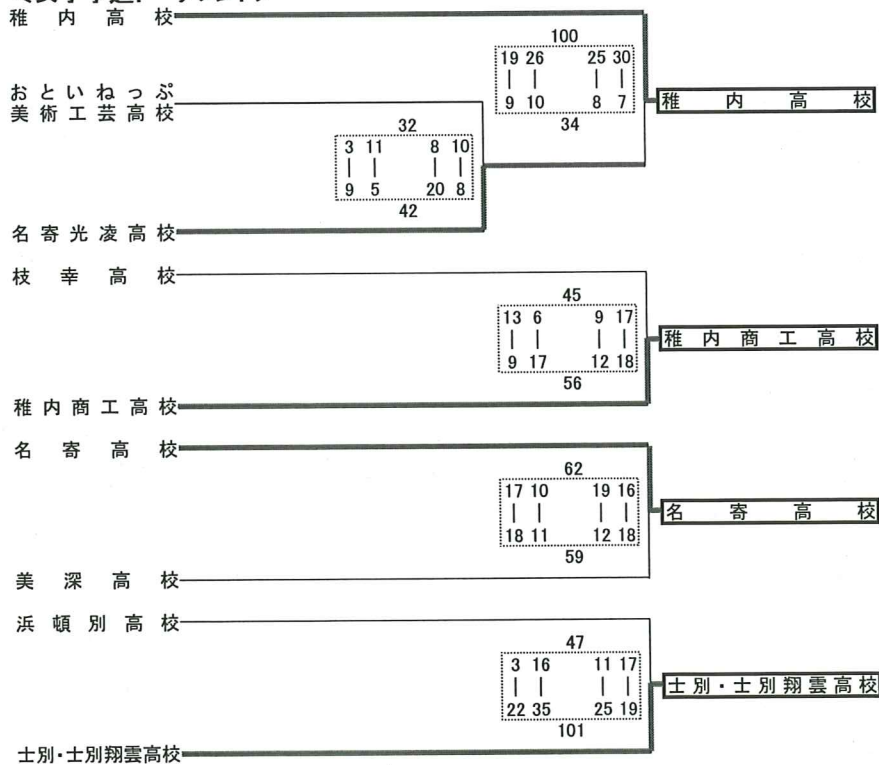 稚内高校
100
19 26 25 30
9 10 8 7
34
稚内高校
おといねっぷ
美術工芸高校
32
3 11 8 10
9 5 20 8
42
名寄光凌高校
枝幸高校
45
13 6 9 17
9 17 12 18
56
稚内商工高校
稚内商工高校
名寄高校
62
17 10 19 16
18 11 12 18
59
名寄高校
美深高校
浜頓別高校
47
3 16 11 17
22 35 25 19
101
士別・士別翔雲高校
士別・士別翔雲高校